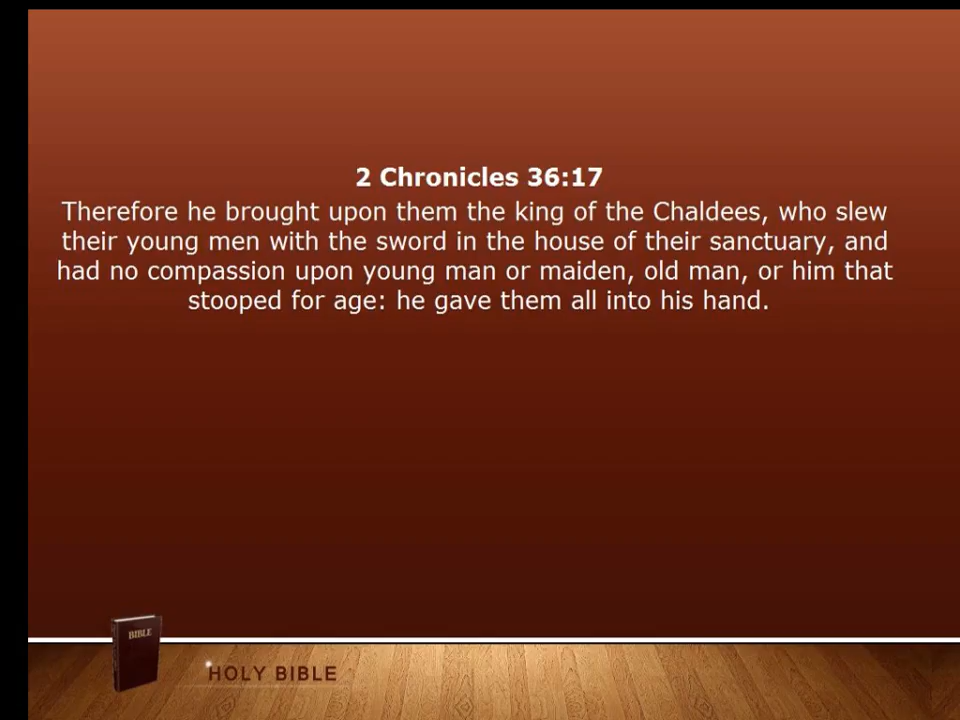 2 Chronicles 36:17
Therefore he brought upon them the king of the Chaldees, who slew
their young men with the sword in the house of their sanctuary, and
had no compassion upon young man or maiden, old man, or him that
stooped for age: he gave them all into his hand.
BIBLE
HOLY BIBLE